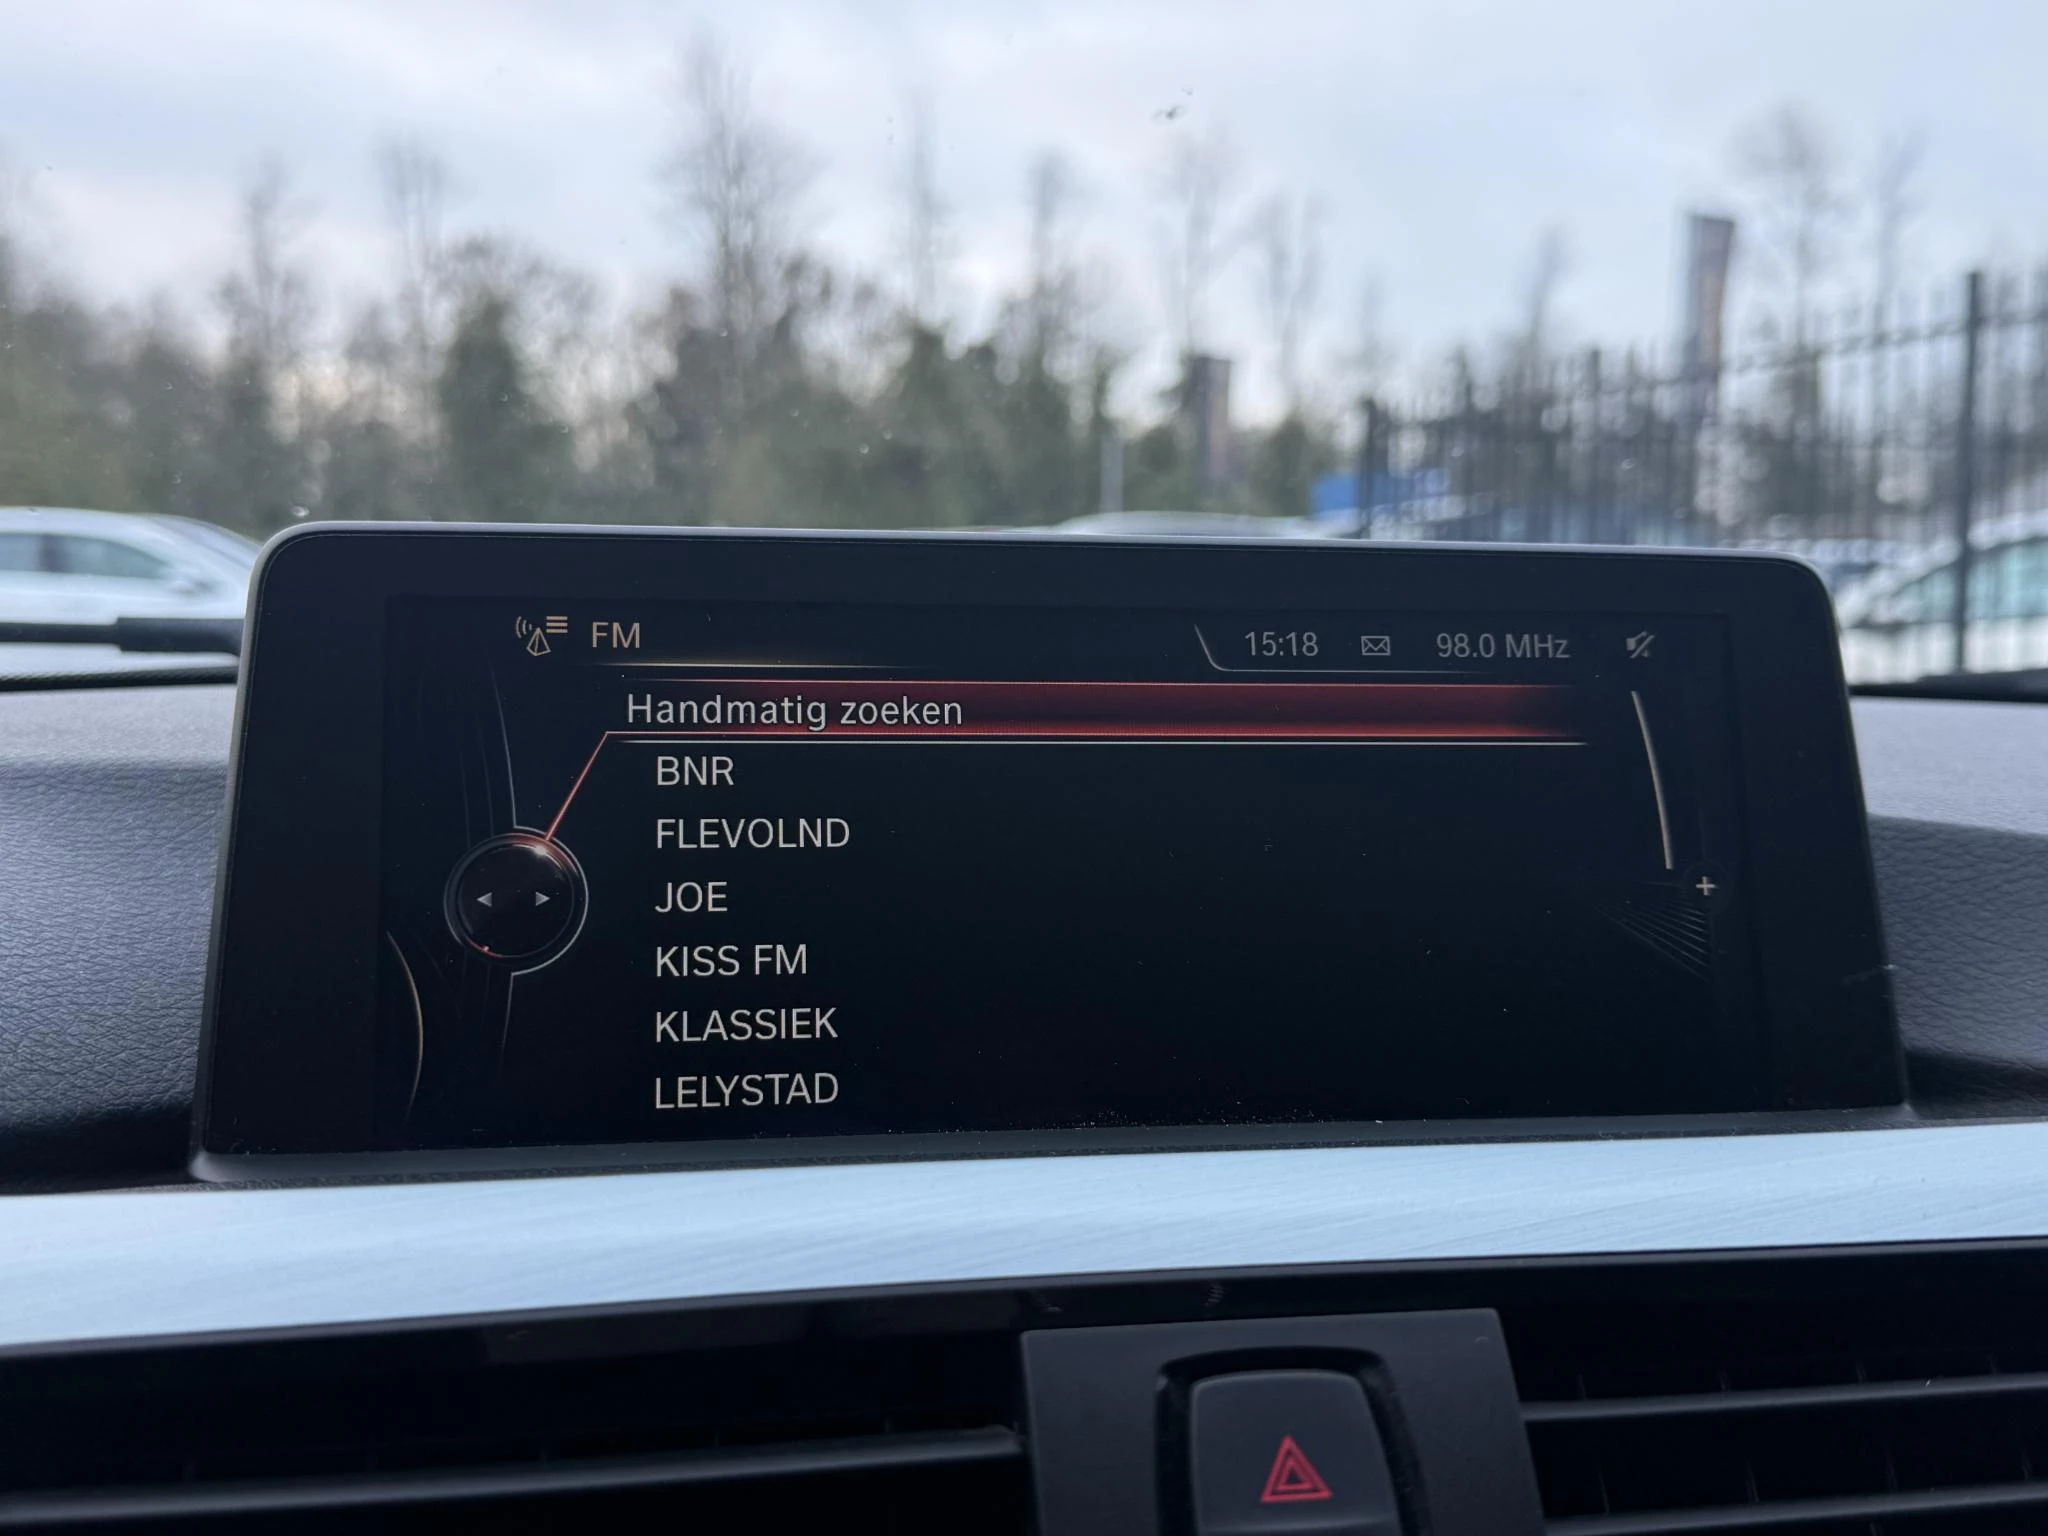 FM
15:18 98.0 MHz
Handmatig zoeken
BNR
FLEVOLND
JOE
KISS FM
KLASSIEK
LELYSTAD